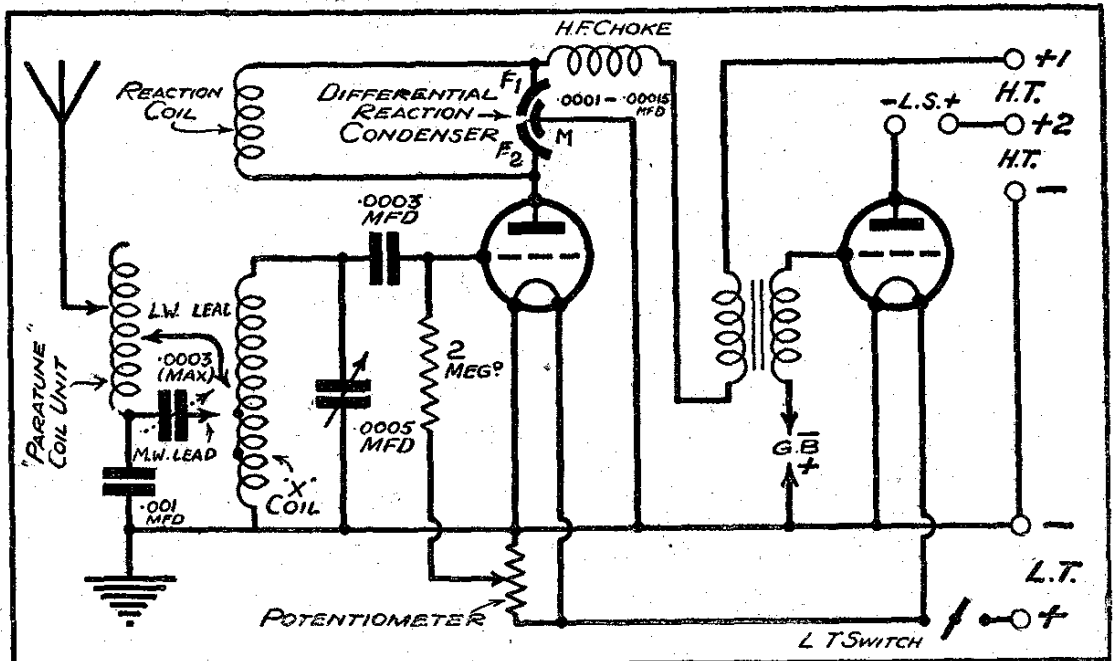 H.F. CHOKE
REACTION
COIL
DIFFERENTIAL
REACTION
CONDENSER
F1
F2
M
.0001 - .00015
MFD
+1
H.T.
- L.S. +
+2
H.T.
-
.0003
MFD
L.W. LEAD
.0003
(MAX)
M.W. LEAD
"PARATUNE"
COIL UNIT
.001
MFD
"X"
COIL
.0005
MFD
2
MEGº
G.B -
+
-
L.T.
+
POTENTIOMETER
L T SWITCH